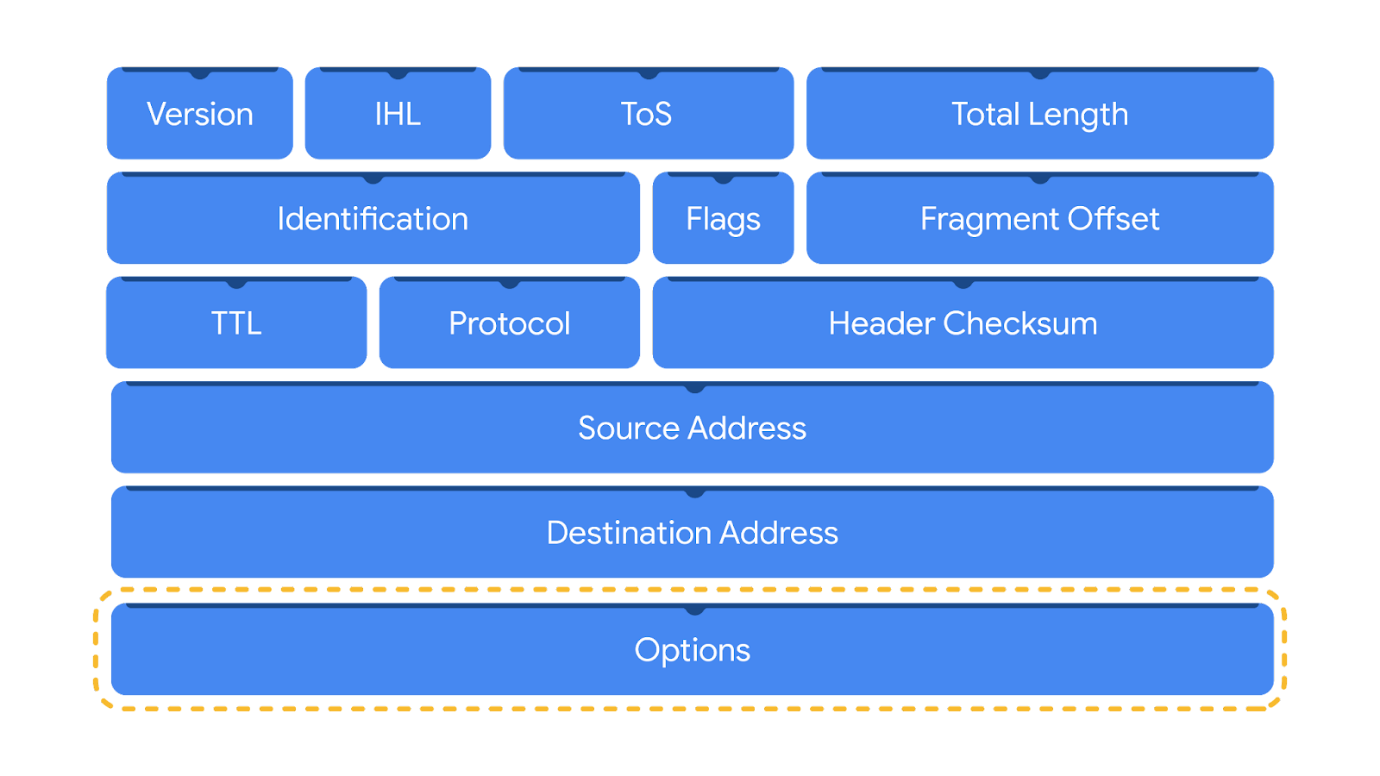 Version IHL ToS Total Length
Identification Flags Fragment Offset
TTL Protocol Header Checksum
Source Address
Destination Address
Options